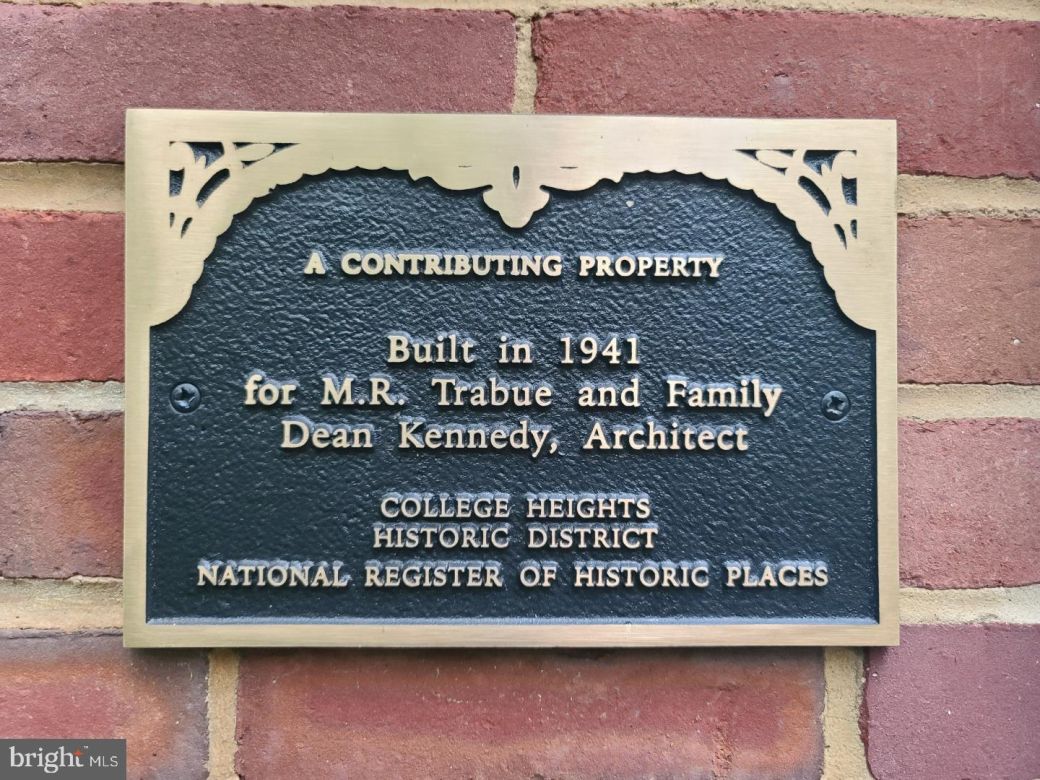 A CONTRIBUTING PROPERTY
Built in 1941
for M.R. Trabue and Family
Dean Kennedy, Architect
COLLEGE HEIGHTS
HISTORIC DISTRICT
NATIONAL REGISTER OF HISTORIC PLACES
bright™ MLS